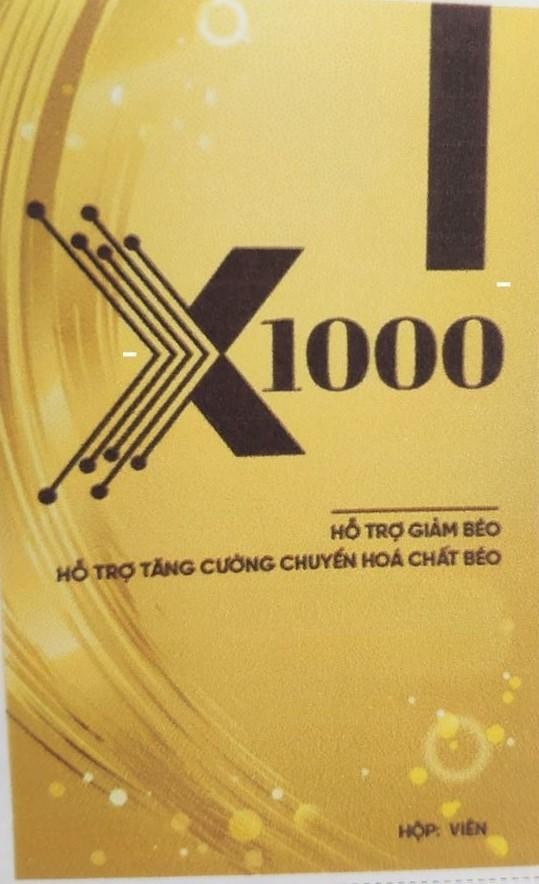 X1000
HỖ TRỢ GIẢM BÉO
HỖ TRỢ TĂNG CƯỜNG CHUYỂN HOÁ CHẤT BÉO
HỘP: VIÊN